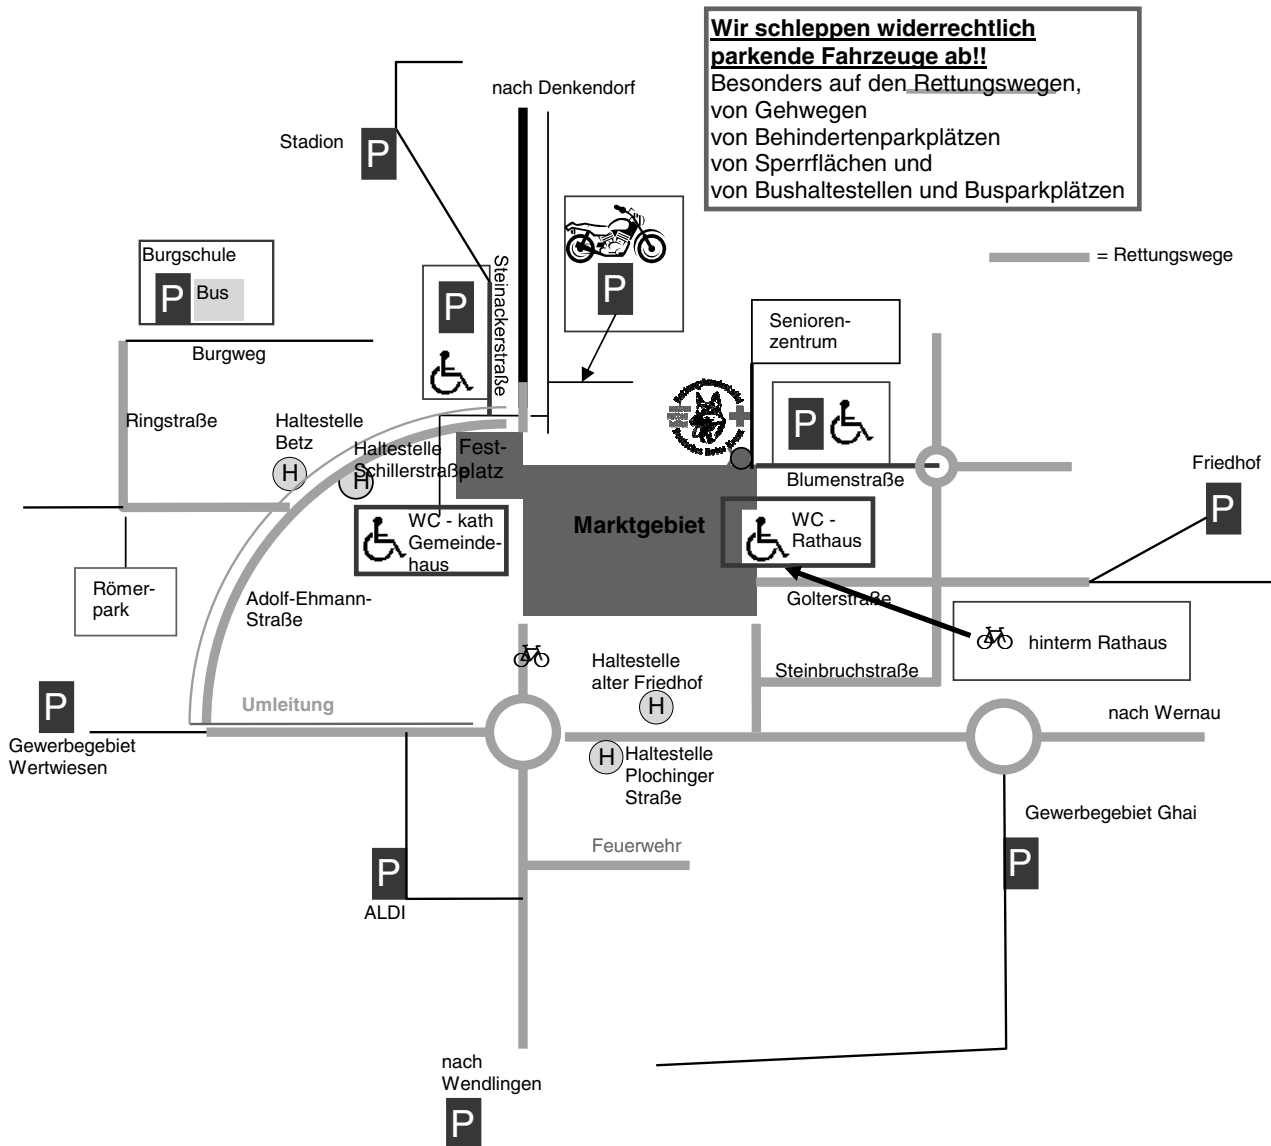 Wir schleppen widerrechtlich
parkende Fahrzeuge ab!!
Besonders auf den Rettungswegen,
von Gehwegen
von Behindertenparkplätzen
von Sperrflächen und
von Bushaltestellen und Busparkplätzen
nach Denkendorf
Stadion
P
= Rettungswege
Burgschule
P
Bus
Burgweg
P
Steinackerstraße
P
Senioren-
zentrum
Ringstraße
Haltestelle
Betz
H
Haltestelle
Schillerstraße
H
Fest-
platz
P
Blumenstraße
Friedhof
P
WC - kath
Gemeinde-
haus
Marktgebiet
WC -
Rathaus
Römer-
park
Adolf-Ehmann-
Straße
Golterstraße
hinterm Rathaus
Haltestelle
alter Friedhof
H
Steinbruchstraße
P
Gewerbegebiet
Wertwiesen
Umleitung
nach Wernau
H
Haltestelle
Plochinger
Straße
Gewerbegebiet Ghai
P
Feuerwehr
P
ALDI
nach
Wendlingen
P